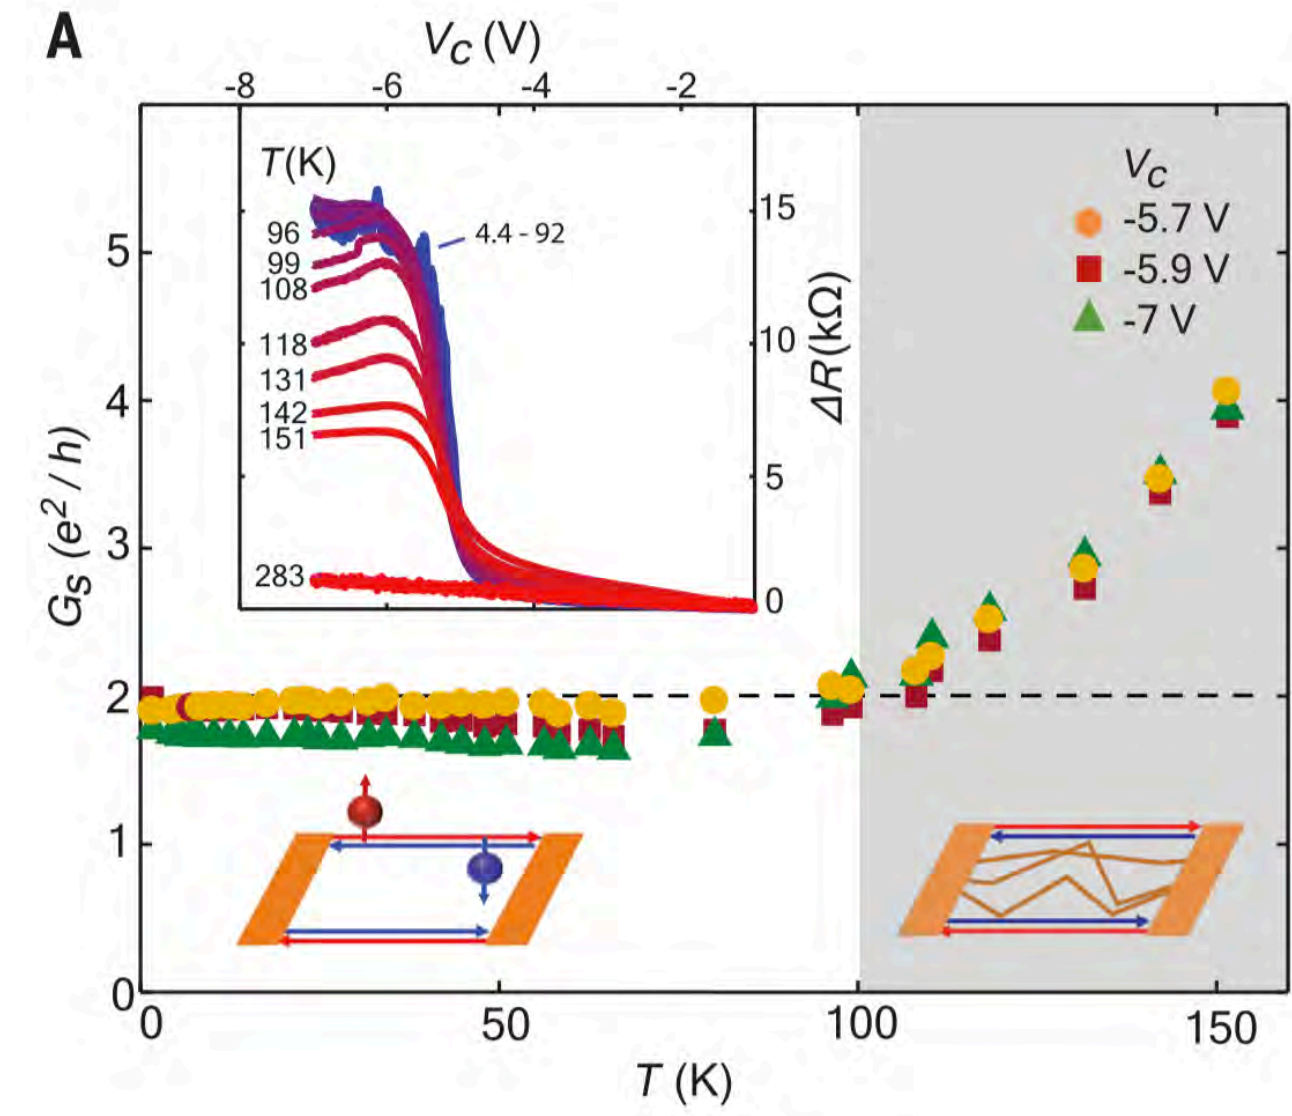 A
V_C (V)
-8 -6 -4 -2
T(K)
96
99
108
118
131
142
151
283
4.4 - 92
15
10
5
0
ΔR(kΩ)
V_C
-5.7 V
-5.9 V
-7 V
G_S (e² / h)
5
4
3
2
1
0
0 50 100 150
T (K)